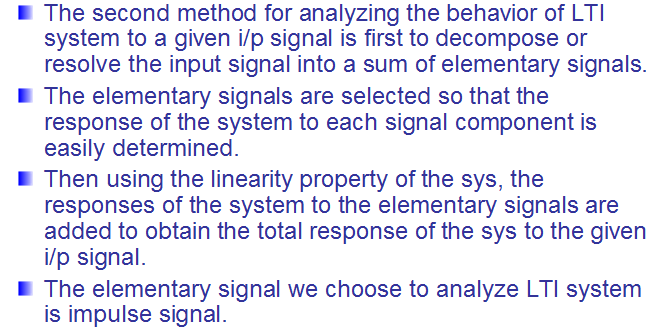 The second method for analyzing the behavior of LTI
system to a given i/p signal is first to decompose or
resolve the input signal into a sum of elementary signals.
The elementary signals are selected so that the
response of the system to each signal component is
easily determined.
Then using the linearity property of the sys, the
responses of the system to the elementary signals are
added to obtain the total response of the sys to the given
i/p signal.
The elementary signal we choose to analyze LTI system
is impulse signal.